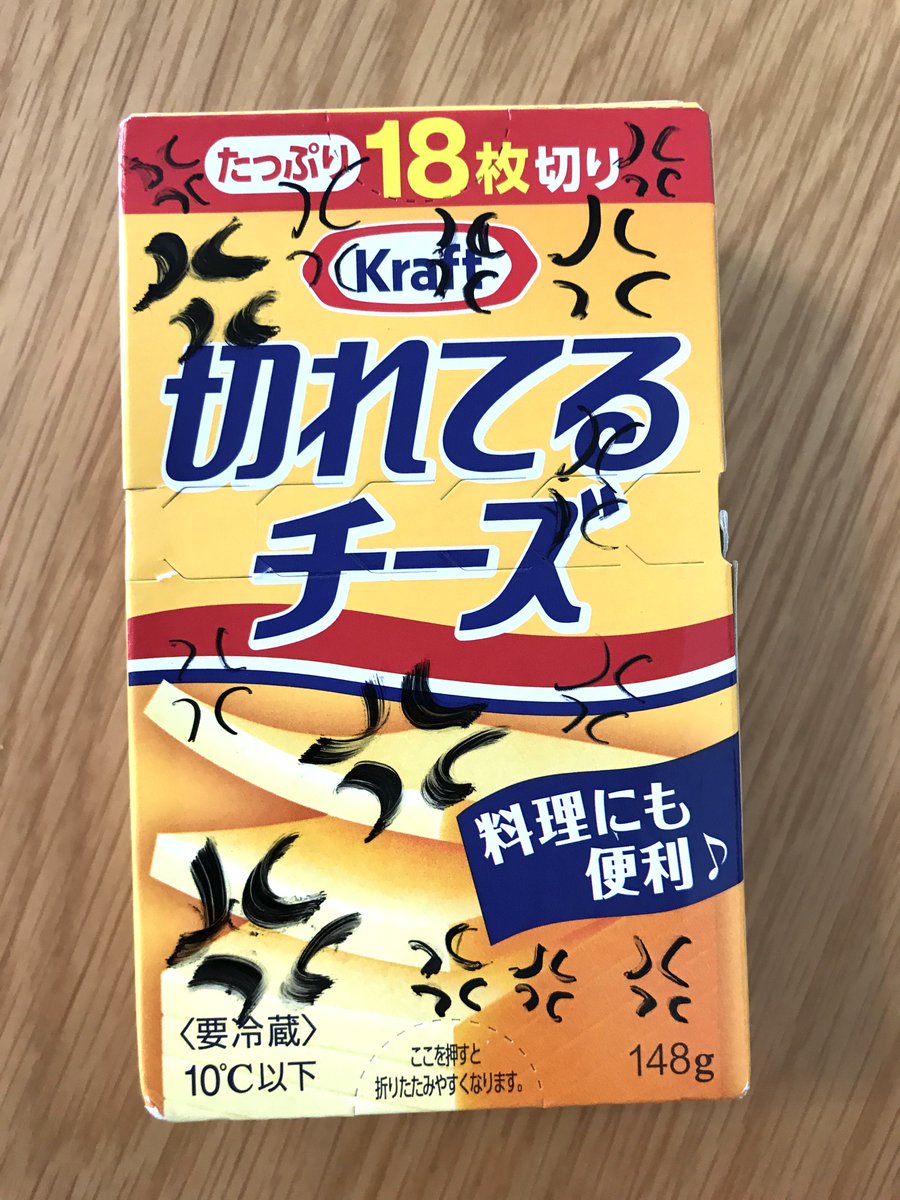 たっぷり18枚切り
Kraft
切れてる
チーズ
料理にも
便利♪
〈要冷蔵〉
10℃以下
ここを押すと
折りたたみやすくなります。
148g